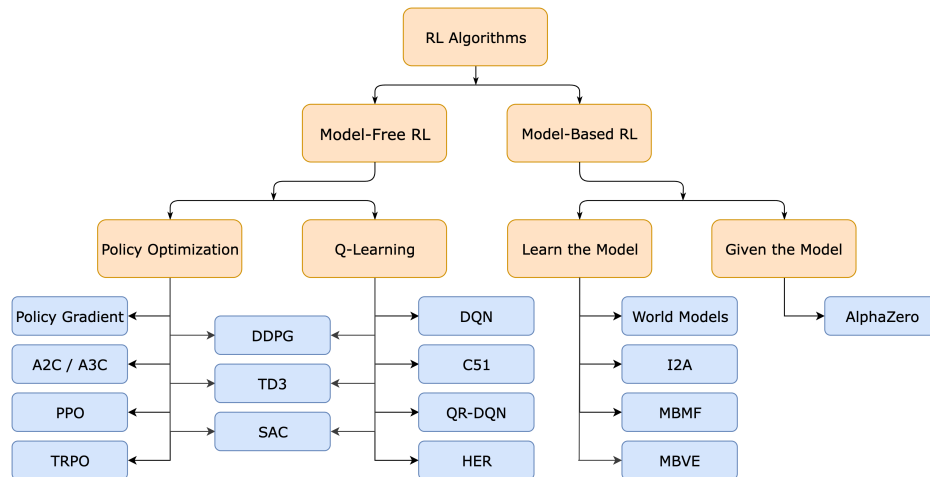 RL Algorithms
Model-Free RL
Model-Based RL
Policy Optimization
Q-Learning
Learn the Model
Given the Model
Policy Gradient
DDPG
DQN
World Models
AlphaZero
A2C / A3C
TD3
C51
I2A
PPO
SAC
QR-DQN
MBMF
TRPO
HER
MBVE